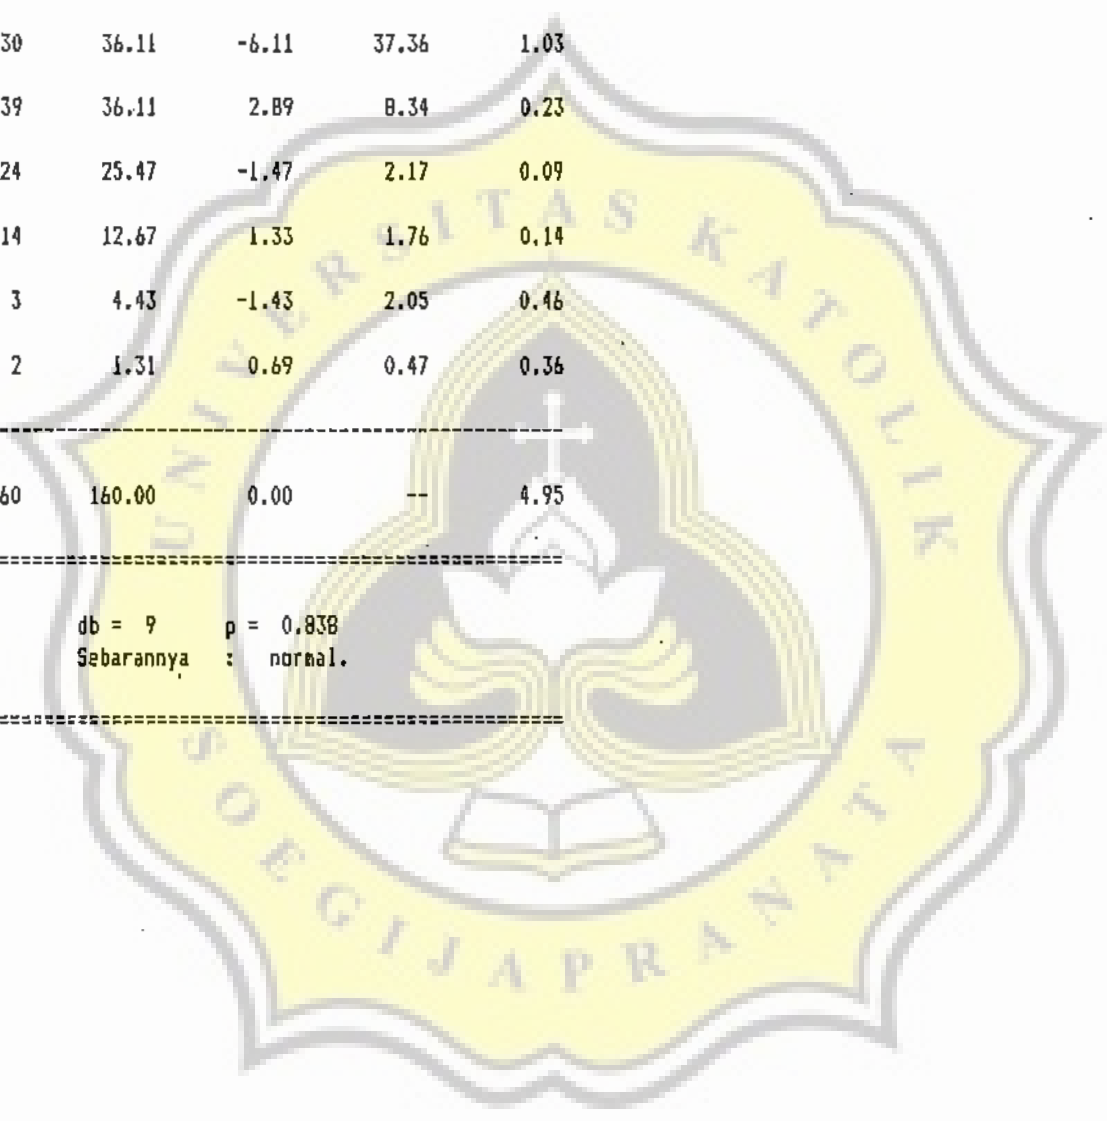 30 36.11 -6.11 37.36 1.03
39 36.11 2.89 8.34 0.23
24 25.47 -1.47 2.17 0.09
14 12.67 1.33 1.76 0.14
3 4.43 -1.43 2.05 0.46
2 1.31 0.69 0.47 0.36
--------------------------------------------------------
60 160.00 0.00 -- 4.95
========================================================
db = 9 p = 0.838
Sebarannya : normal.
========================================================
UNIVERSITAS KATOLIK
SOEGIJAPRANATA